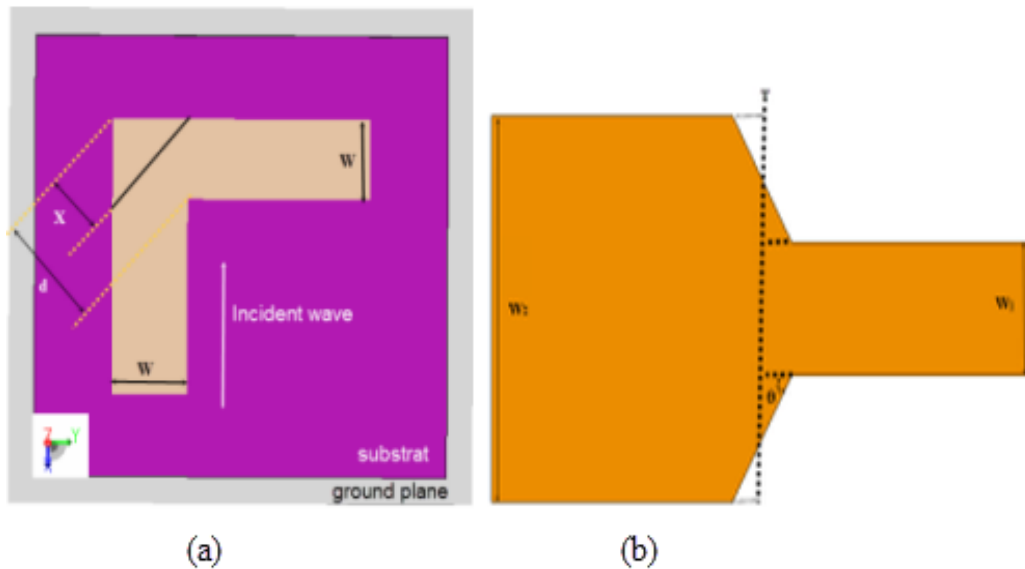 W
X
d
Incident wave
W
Z
Y
X
substrat
ground plane
W₂
W₁
θ
(a)
(b)